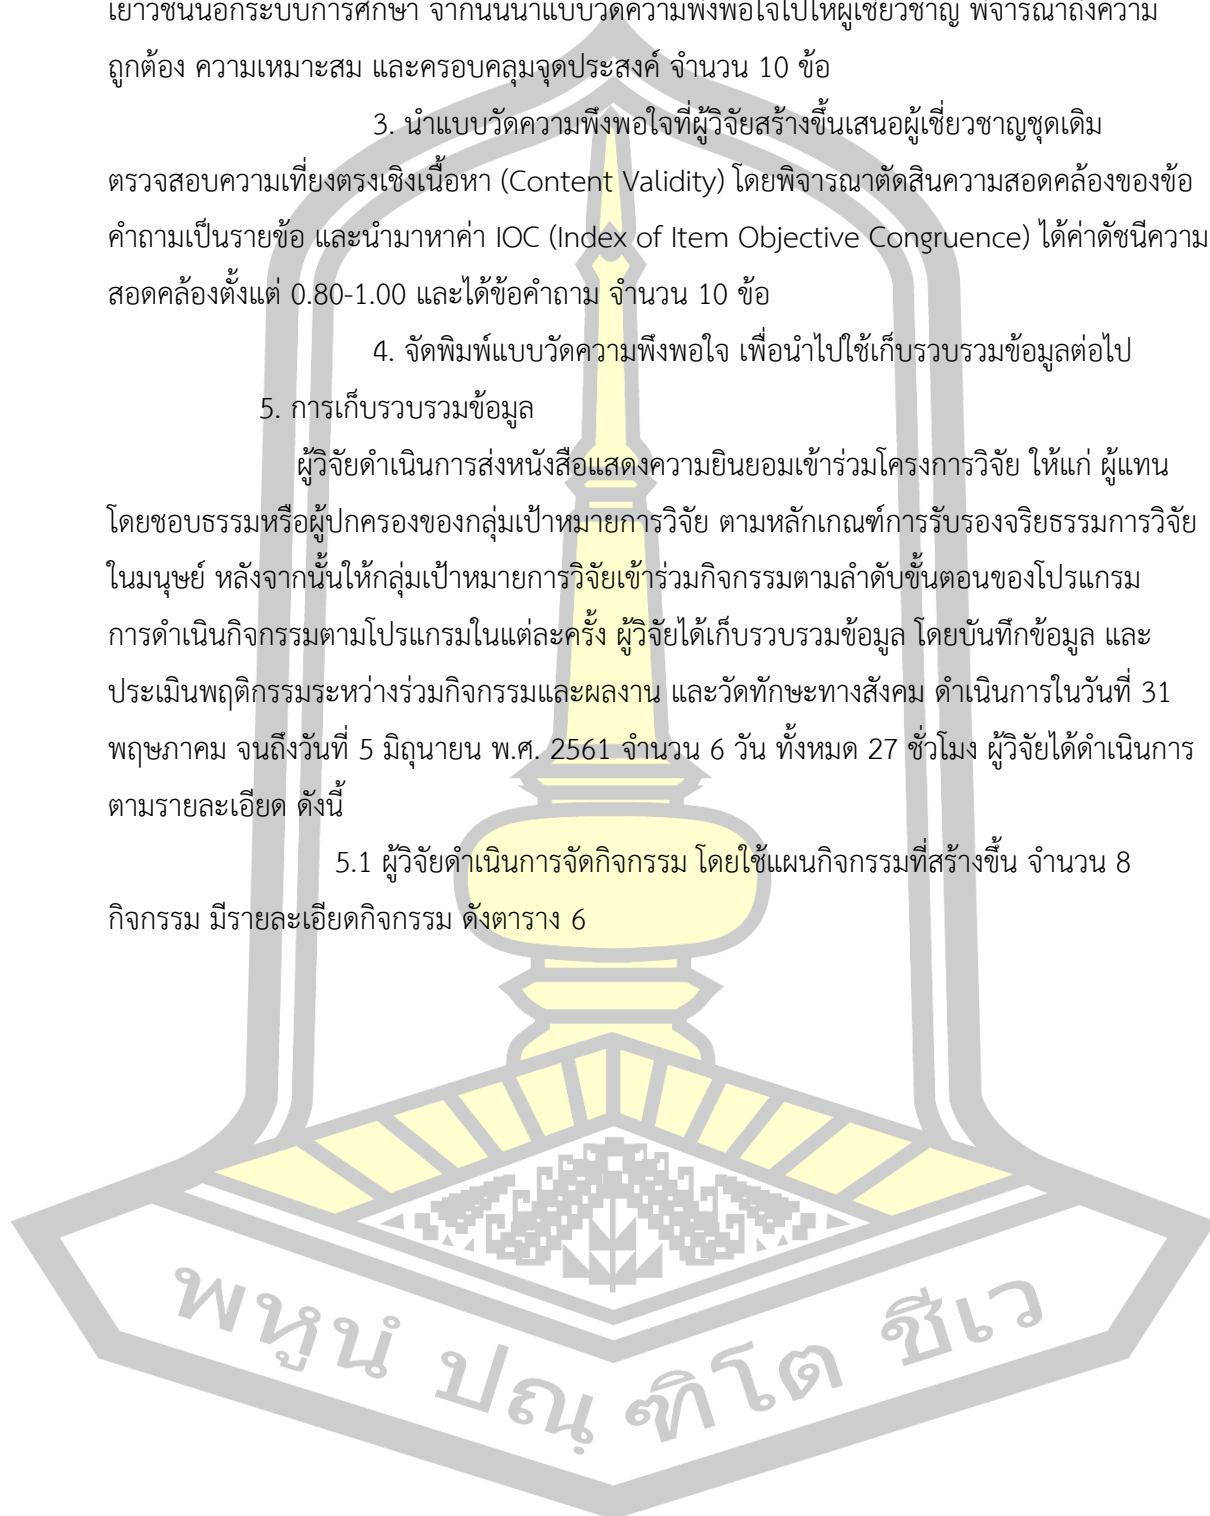 เยาวชนนอกระบบการศึกษา จากนั้นนำแบบวัดความพึงพอใจไปให้ผู้เชี่ยวชาญ พิจารณาถึงความ
ถูกต้อง ความเหมาะสม และครอบคลุมจุดประสงค์ จำนวน 10 ข้อ
3. นำแบบวัดความพึงพอใจที่ผู้วิจัยสร้างขึ้นเสนอผู้เชี่ยวชาญชุดเดิม
ตรวจสอบความเที่ยงตรงเชิงเนื้อหา (Content Validity) โดยพิจารณาตัดสินความสอดคล้องของข้อ
คำถามเป็นรายข้อ และนำมาหาค่า IOC (Index of Item Objective Congruence) ได้ค่าดัชนีความ
สอดคล้องตั้งแต่ 0.80-1.00 และได้ข้อคำถาม จำนวน 10 ข้อ
4. จัดพิมพ์แบบวัดความพึงพอใจ เพื่อนำไปใช้เก็บรวบรวมข้อมูลต่อไป
5. การเก็บรวบรวมข้อมูล
ผู้วิจัยดำเนินการส่งหนังสือแสดงความยินยอมเข้าร่วมโครงการวิจัย ให้แก่ ผู้แทน
โดยชอบธรรมหรือผู้ปกครองของกลุ่มเป้าหมายการวิจัย ตามหลักเกณฑ์การรับรองจริยธรรมการวิจัย
ในมนุษย์ หลังจากนั้นให้กลุ่มเป้าหมายการวิจัยเข้าร่วมกิจกรรมตามลำดับขั้นตอนของโปรแกรม
การดำเนินกิจกรรมตามโปรแกรมในแต่ละครั้ง ผู้วิจัยได้เก็บรวบรวมข้อมูล โดยบันทึกข้อมูล และ
ประเมินพฤติกรรมระหว่างร่วมกิจกรรมและผลงาน และวัดทักษะทางสังคม ดำเนินการในวันที่ 31
พฤษภาคม จนถึงวันที่ 5 มิถุนายน พ.ศ. 2561 จำนวน 6 วัน ทั้งหมด 27 ชั่วโมง ผู้วิจัยได้ดำเนินการ
ตามรายละเอียด ดังนี้
5.1 ผู้วิจัยดำเนินการจัดกิจกรรม โดยใช้แผนกิจกรรมที่สร้างขึ้น จำนวน 8
กิจกรรม มีรายละเอียดกิจกรรม ดังตาราง 6
พหูนํ ปณฺฑิโต ชีเว